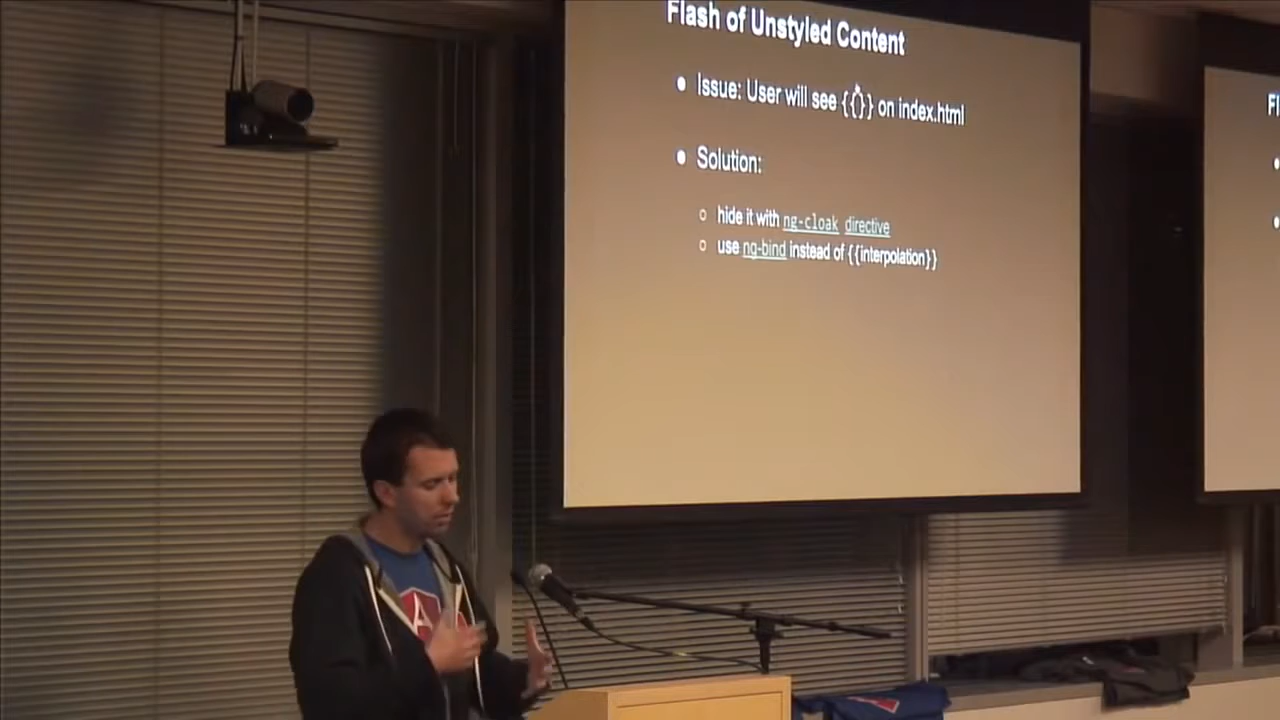 Flash of Unstyled Content
● Issue: User will see {{}} on index.html
● Solution:
○ hide it with ng-cloak directive
○ use ng-bind instead of {{interpolation}}
A
Fl